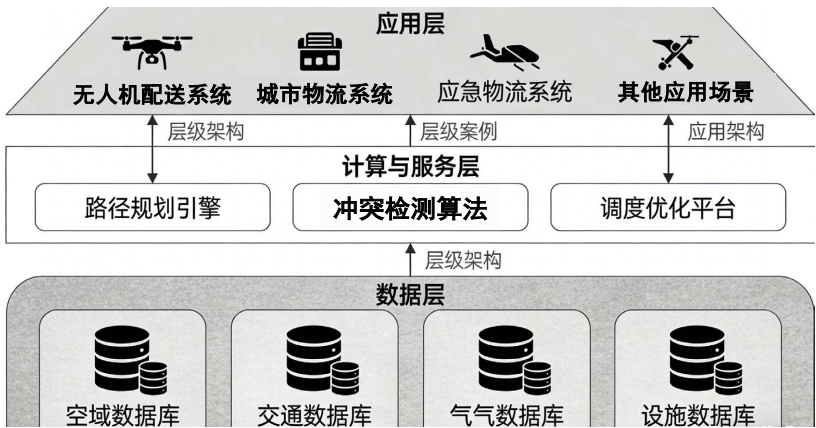 应用层
无人机配送系统
城市物流系统
应急物流系统
其他应用场景
层级架构
层级案例
应用架构
计算与服务层
路径规划引擎
冲突检测算法
调度优化平台
层级架构
数据层
空域数据库
交通数据库
气气数据库
设施数据库